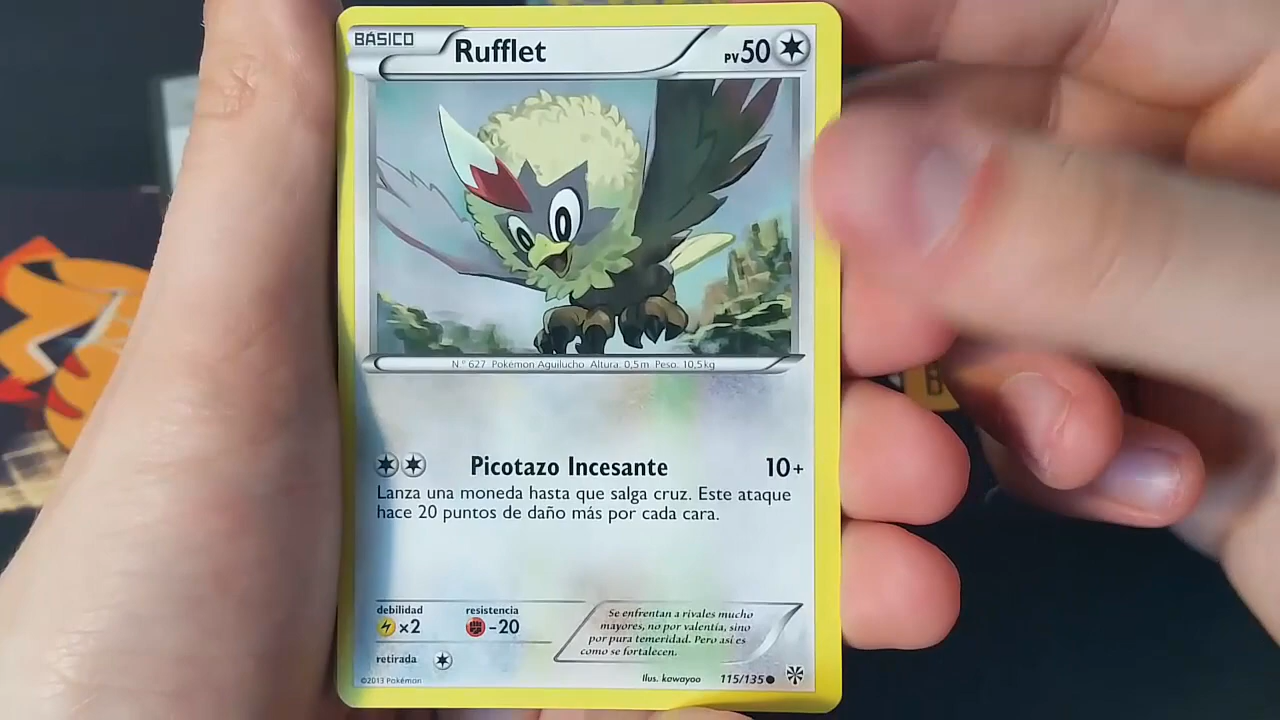 BÁSICO
Rufflet
PV 50
N.º 627 Pokémon Aguilucho Altura: 0,5m Peso: 10,5kg
Picotazo Incesante 10+
Lanza una moneda hasta que salga cruz. Este ataque
hace 20 puntos de daño más por cada cara.
debilidad resistencia
×2 -20
retirada
Se enfrentan a rivales mucho
mayores, no por valentía, sino
por pura temeridad. Pero así es
como se fortalecen.
©2013 Pokémon Ilus. kawayoo 115/135